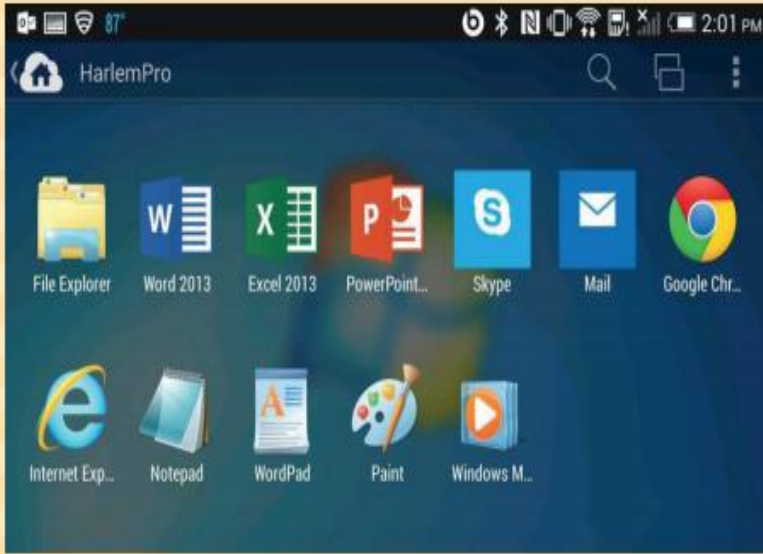 87° 2:01 PM
HarlemPro
File Explorer Word 2013 Excel 2013 PowerPoint... Skype Mail Google Chr...
Internet Exp... Notepad WordPad Paint Windows M...